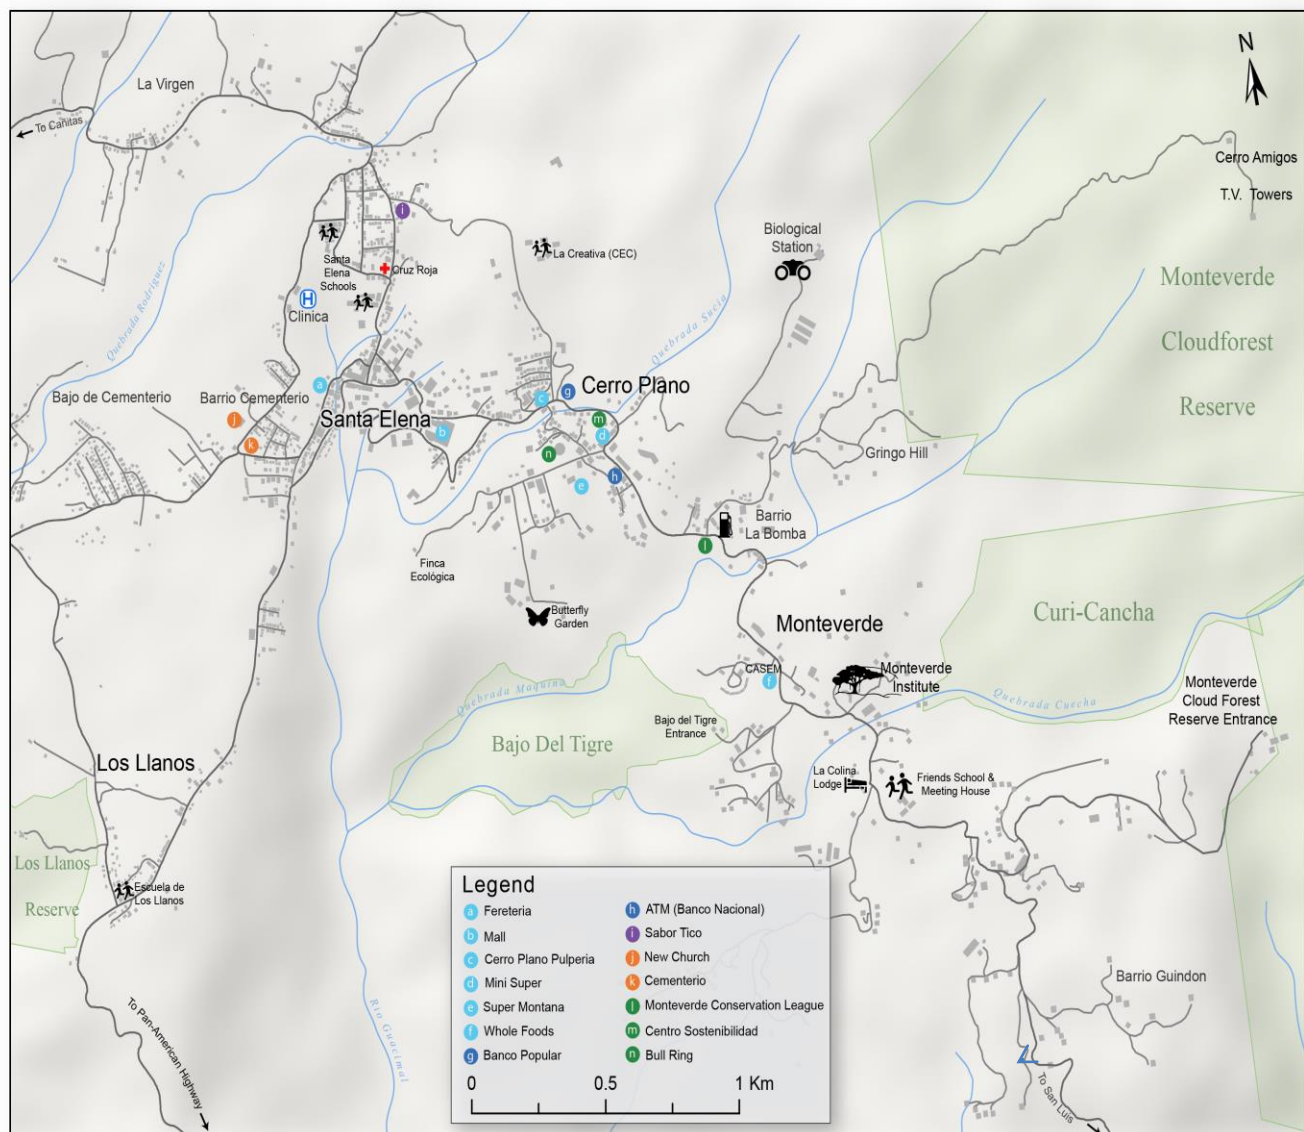 N
La Virgen
To Cañitas
Cerro Amigos
T.V. Towers
i
Biological
Station
La Creativa (CEC)
Santa
Elena
Schools
Cruz Roja
H
Clinica
Quebrada Rodriguez
Quebrada Sucia
Monteverde
Cloudforest
Reserve
a
g
Cerro Plano
c
Bajo de Cementerio
Barrio Cementerio
j
k
Santa Elena
b
m
d
n
h
e
Gringo Hill
Barrio
La Bomba
l
Finca
Ecológica
Butterfly
Garden
Curi-Cancha
Monteverde
CASEM
f
Monteverde
Institute
Quebrada Maquina
Quebrada Cuecha
Monteverde
Cloud Forest
Reserve Entrance
Bajo del Tigre
Entrance
Bajo Del Tigre
Los Llanos
La Colina
Lodge
Friends School &
Meeting House
Los Llanos
Reserve
Escuela de
Los Llanos
Barrio Guindon
To Pan-American Highway
Rio Guacimal
To San Luis
Legend
a Fereteria
b Mall
c Cerro Plano Pulperia
d Mini Super
e Super Montana
f Whole Foods
g Banco Popular
h ATM (Banco Nacional)
i Sabor Tico
j New Church
k Cementerio
l Monteverde Conservation League
m Centro Sostenibilidad
n Bull Ring
0 0.5 1 Km